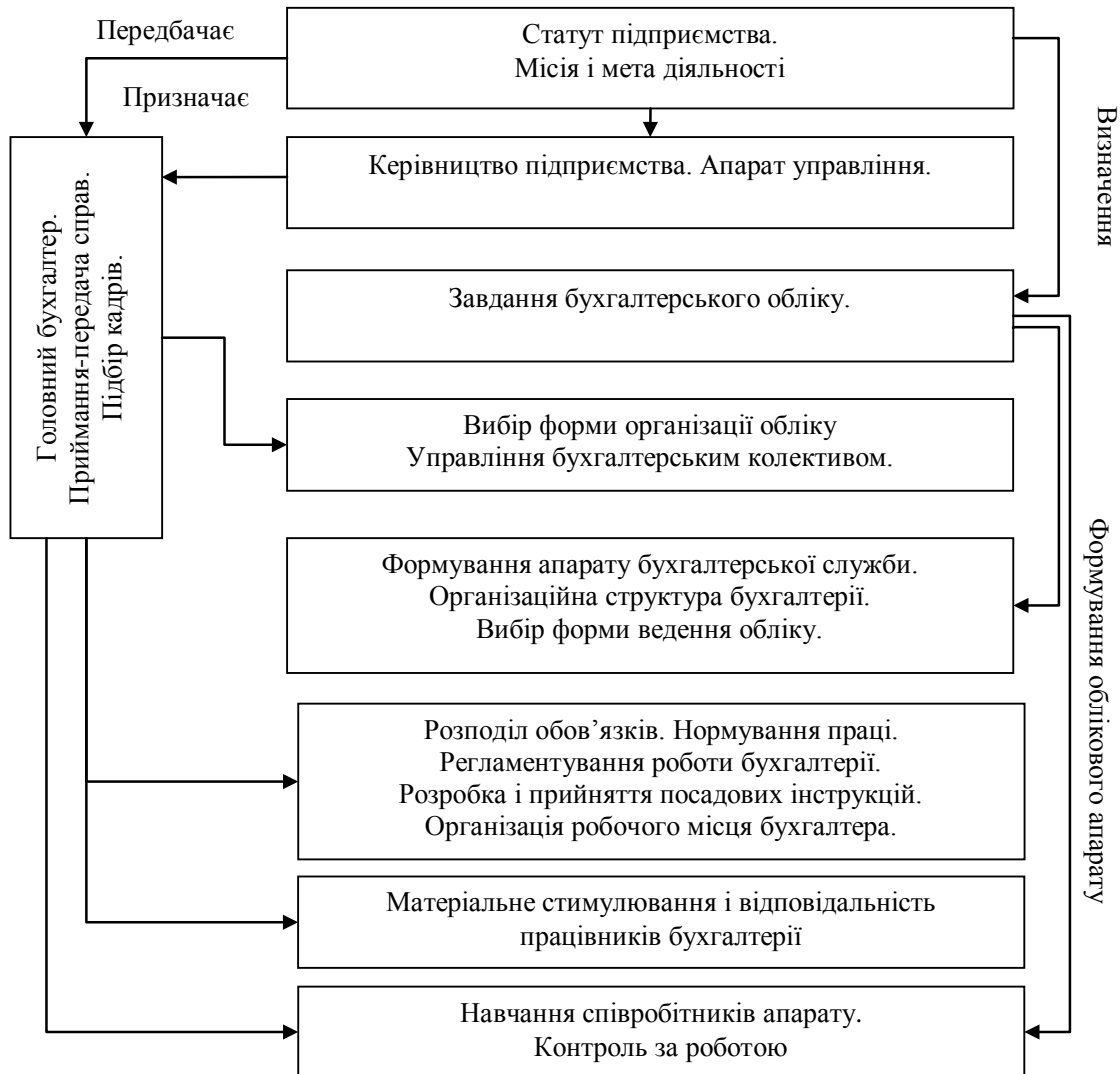 Передбачає
Статут підприємства.
Місія і мета діяльності
Призначає
Визначення
Керівництво підприємства. Апарат управління.
Головний бухгалтер.
Приймання-передача справ.
Підбір кадрів.
Завдання бухгалтерського обліку.
Вибір форми організації обліку
Управління бухгалтерським колективом.
Формування апарату бухгалтерської служби.
Організаційна структура бухгалтерії.
Вибір форми ведення обліку.
Формування облікового апарату
Розподіл обов’язків. Нормування праці.
Регламентування роботи бухгалтерії.
Розробка і прийняття посадових інструкцій.
Організація робочого місця бухгалтера.
Матеріальне стимулювання і відповідальність
працівників бухгалтерії
Навчання співробітників апарату.
Контроль за роботою